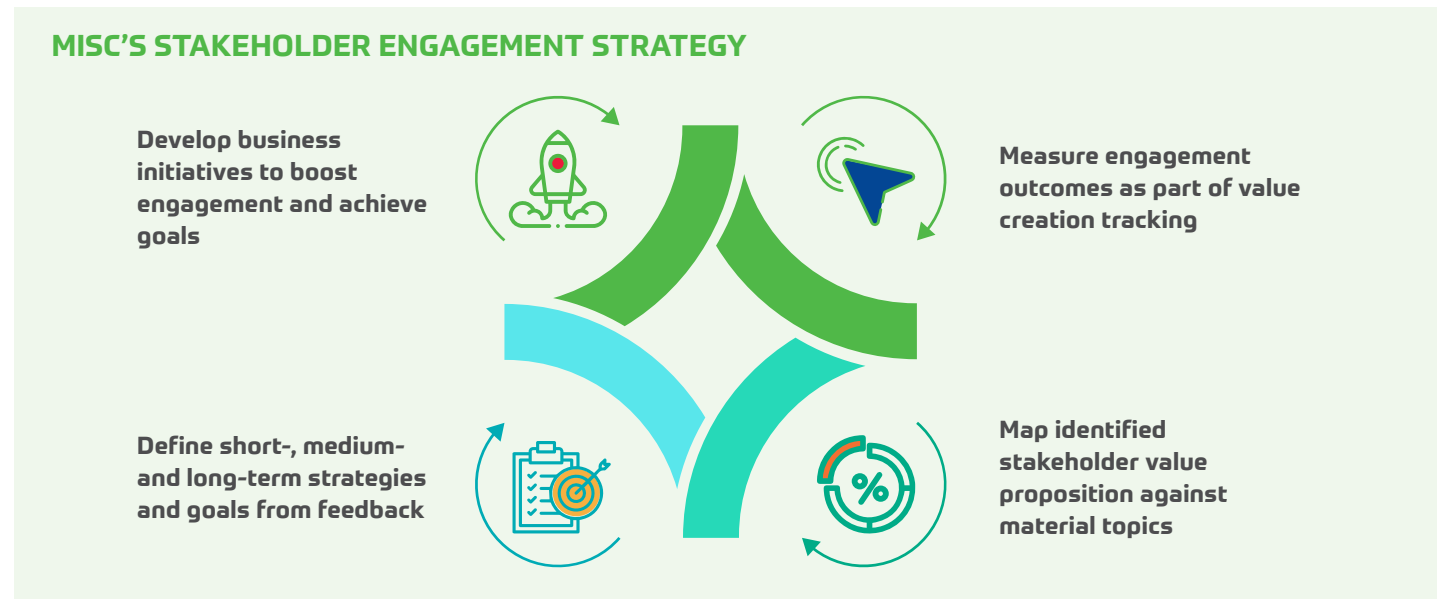 MISC'S STAKEHOLDER ENGAGEMENT STRATEGY
Develop business
initiatives to boost
engagement and achieve
goals
Measure engagement
outcomes as part of value
creation tracking
Define short-, medium-
and long-term strategies
and goals from feedback
Map identified
stakeholder value
proposition against
material topics
%